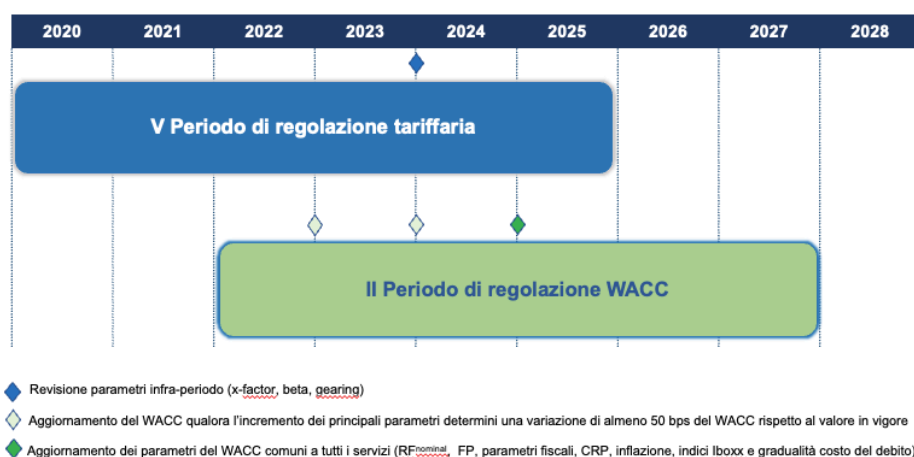 2020 2021 2022 2023 2024 2025 2026 2027 2028
V Periodo di regolazione tariffaria
II Periodo di regolazione WACC
Revisione parametri infra-periodo (x-factor, beta, gearing)
Aggiornamento del WACC qualora l'incremento dei principali parametri determini una variazione di almeno 50 bps del WACC rispetto al valore in vigore
Aggiornamento dei parametri del WACC comuni a tutti i servizi (RFnominal, FP, parametri fiscali, CRP, inflazione, indici Iboxx e gradualità costo del debito)